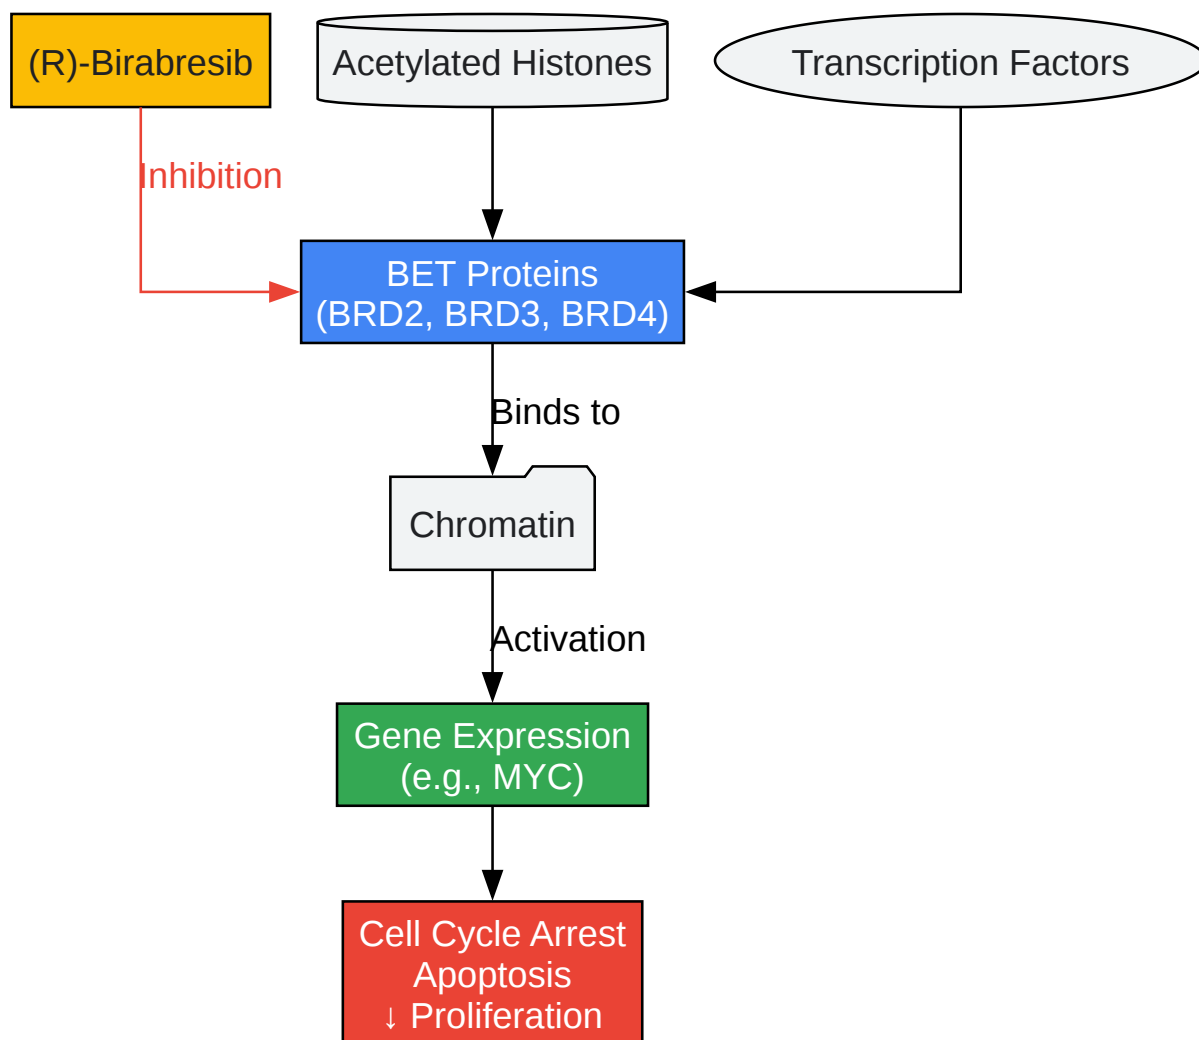 (R)-Birabresib
Acetylated Histones
Transcription Factors
Inhibition
BET Proteins
(BRD2, BRD3, BRD4)
Binds to
Chromatin
Activation
Gene Expression
(e.g., MYC)
Cell Cycle Arrest
Apoptosis
↓ Proliferation